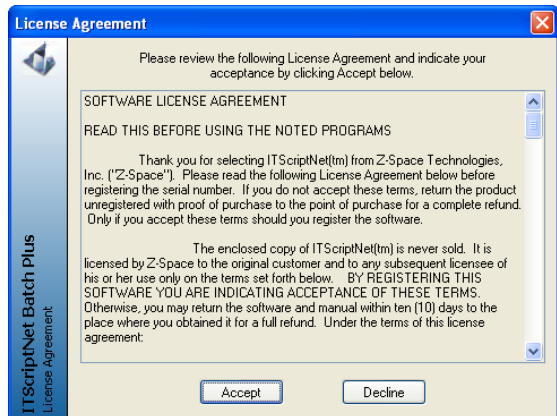 License Agreement
Please review the following License Agreement and indicate your
acceptance by clicking Accept below.
SOFTWARE LICENSE AGREEMENT
READ THIS BEFORE USING THE NOTED PROGRAMS
Thank you for selecting ITScriptNet(tm) from Z-Space Technologies,
Inc. ("Z-Space"). Please read the following License Agreement below before
registering the serial number. If you do not accept these terms, return the product
unregistered with proof of purchase to the point of purchase for a complete refund.
Only if you accept these terms should you register the software.
The enclosed copy of ITScriptNet(tm) is never sold. It is
licensed by Z-Space to the original customer and to any subsequent licensee of
his or her use only on the terms set forth below. BY REGISTERING THIS
SOFTWARE YOU ARE INDICATING ACCEPTANCE OF THESE TERMS.
Otherwise, you may return the software and manual within ten (10) days to the
place where you obtained it for a full refund. Under the terms of this license
agreement:
ITScriptNet Batch Plus
License Agreement
Accept
Decline